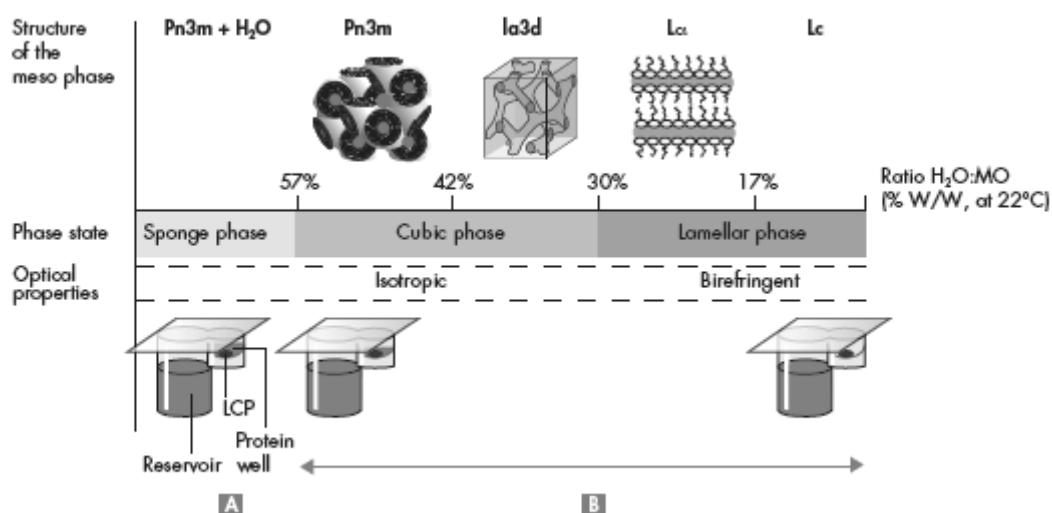 Structure of the meso phase
Pn3m + H₂O
Pn3m
Ia3d
Lα
Lc
57%
42%
30%
17%
Ratio H₂O:MO
(% W/W, at 22°C)
Phase state
Sponge phase
Cubic phase
Lamellar phase
Optical properties
Isotropic
Birefringent
LCP
Reservoir
Protein well
A
B